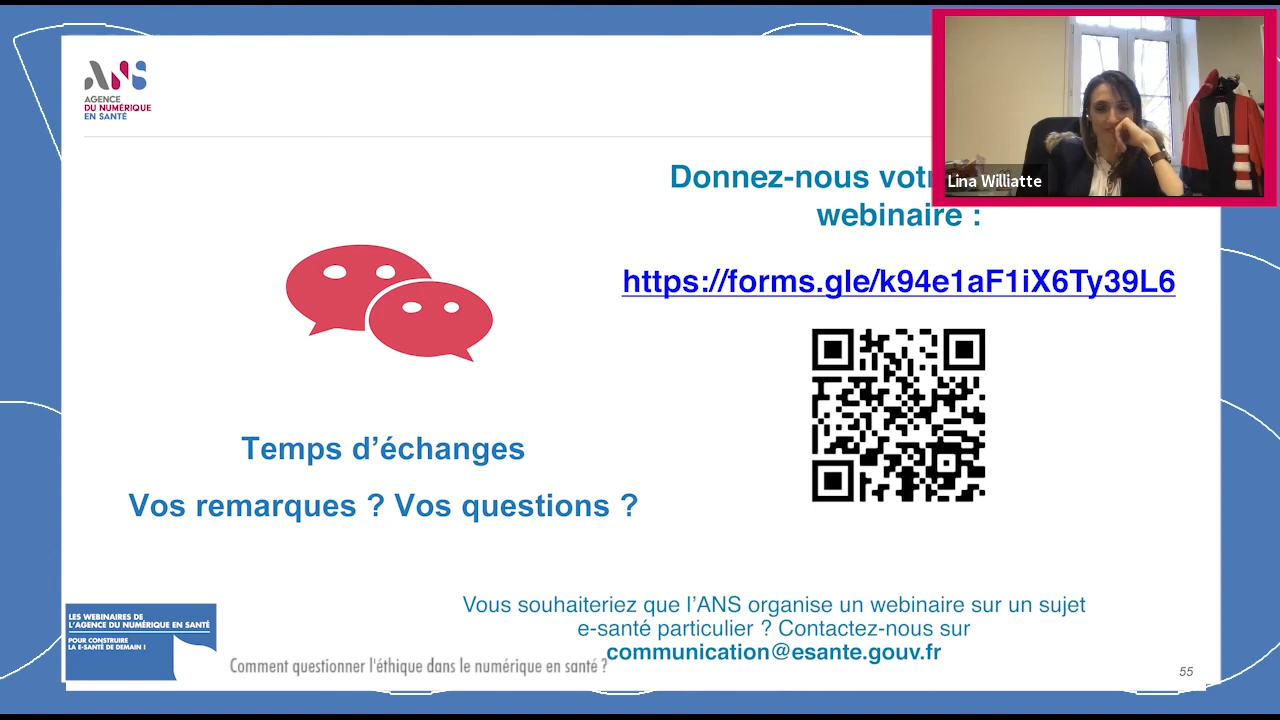 ANS
AGENCE
DU NUMÉRIQUE
EN SANTÉ
Donnez-nous
webinaire :
Lina Williatte
https://forms.gle/k94e1aF1iX6Ty39L6
Temps d’échanges
Vos remarques ? Vos questions ?
Vous souhaiteriez que l’ANS organise un webinaire sur un sujet
e-santé particulier ? Contactez-nous sur
communication@esante.gouv.fr
LES WEBINAIRES DE
L'AGENCE DU NUMÉRIQUE EN SANTÉ
POUR CONSTRUIRE
LA E-SANTÉ DE DEMAIN !
Comment questionner l'éthique dans le numérique en santé ?
55